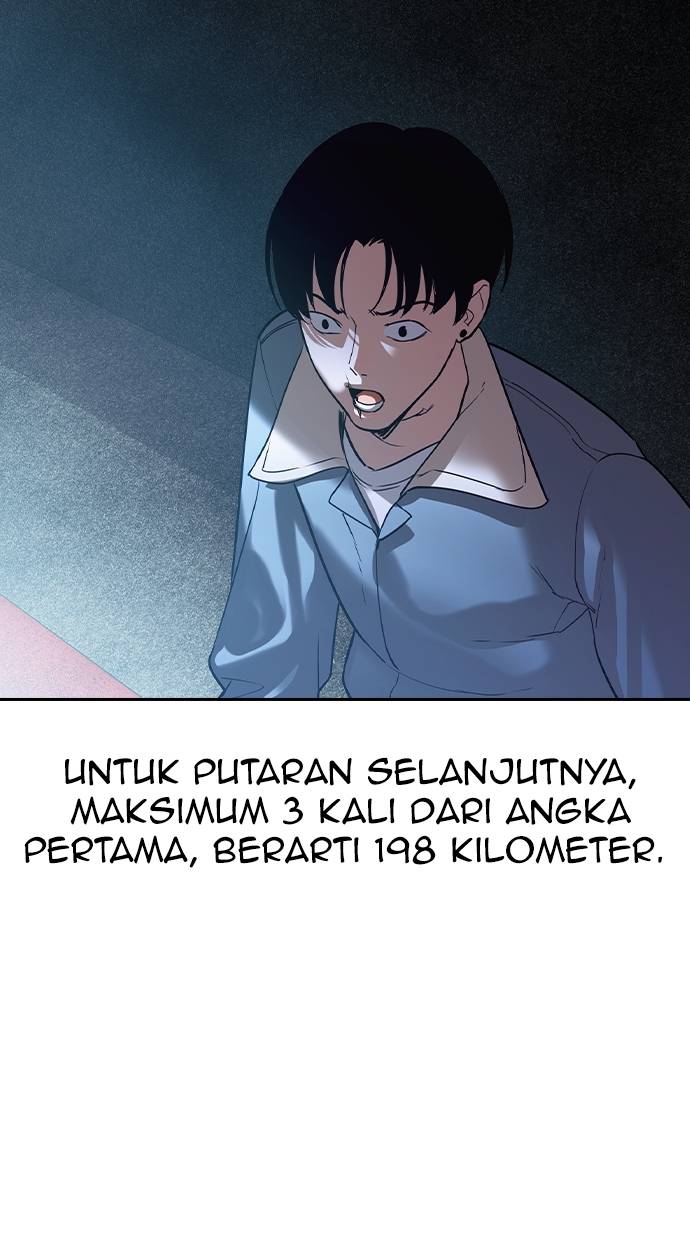 UNTUK PUTARAN SELANJUTNYA,
MAKSIMUM 3 KALI DARI ANGKA
PERTAMA, BERARTI 198 KILOMETER.